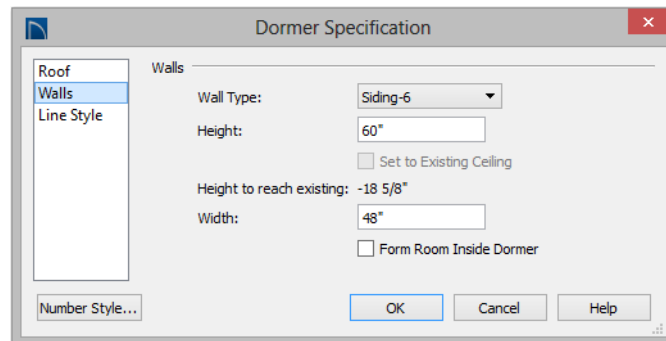 Dormer Specification
Roof
Walls
Line Style
Walls
Wall Type: Siding-6
Height: 60"
Set to Existing Ceiling
Height to reach existing: -18 5/8"
Width: 48"
Form Room Inside Dormer
Number Style... OK Cancel Help